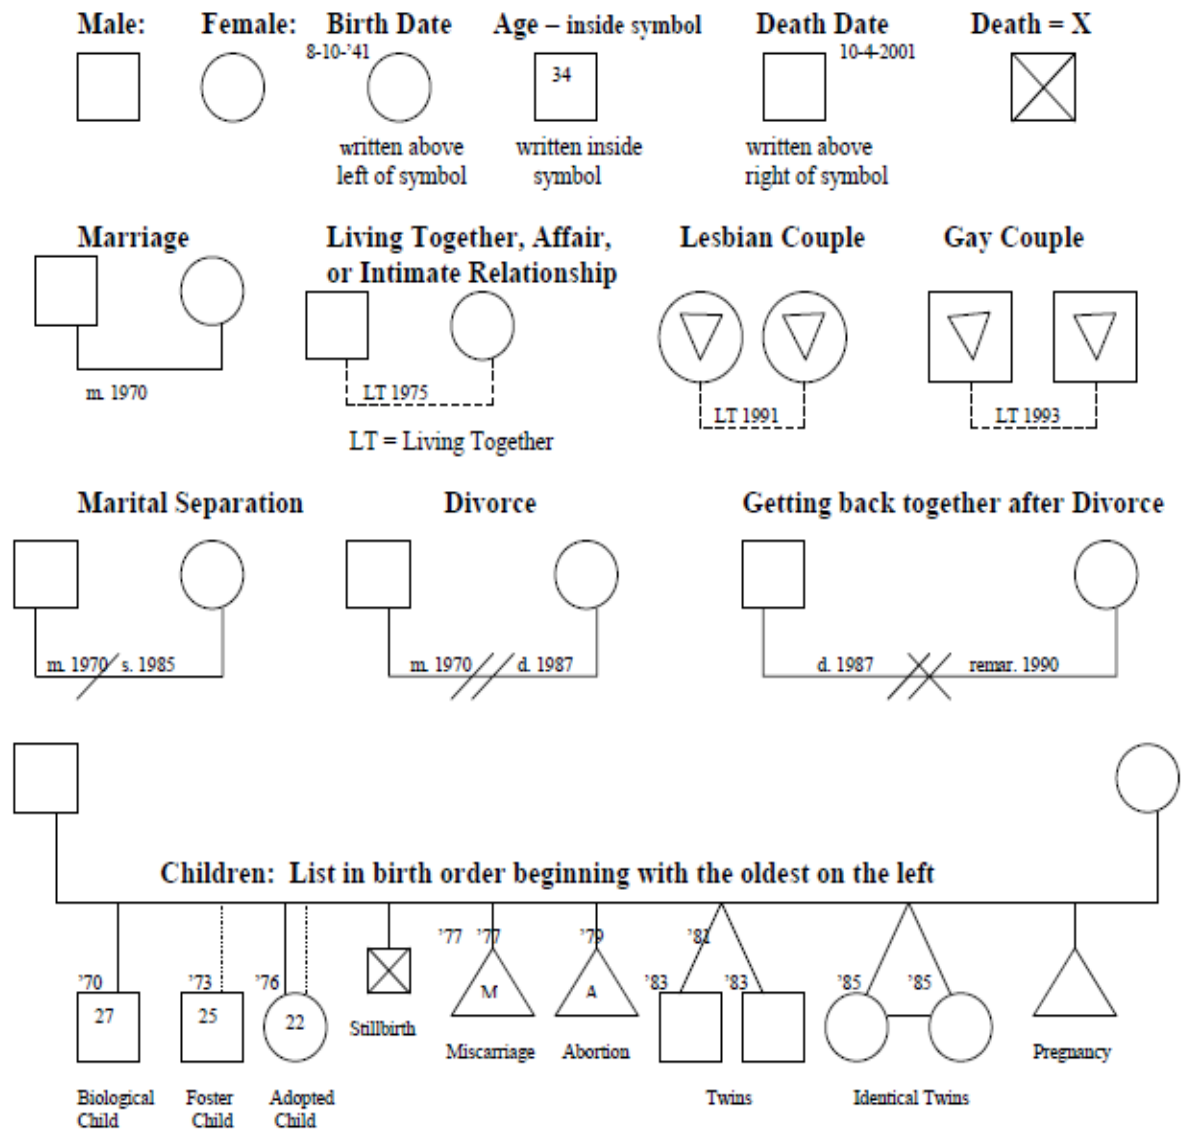 Male:
Female:
Birth Date
Age – inside symbol
Death Date
Death = X
8-10-’41
34
10-4-2001
written above
left of symbol
written inside
symbol
written above
right of symbol
Marriage
Living Together, Affair,
or Intimate Relationship
Lesbian Couple
Gay Couple
m. 1970
LT 1975
LT 1991
LT 1993
LT = Living Together
Marital Separation
Divorce
Getting back together after Divorce
m. 1970
s. 1985
m. 1970
d. 1987
d. 1987
remar. 1990
Children: List in birth order beginning with the oldest on the left
’77
’77
’79
’81
’70
’73
’76
’83
’83
’85
’85
27
25
22
M
A
Stillbirth
Miscarriage
Abortion
Pregnancy
Biological
Child
Foster
Child
Adopted
Child
Twins
Identical Twins